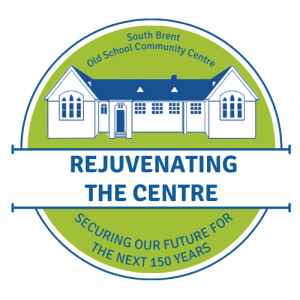 South Brent
Old School Community Centre
REJUVENATING
THE CENTRE
SECURING OUR FUTURE FOR
THE NEXT 150 YEARS